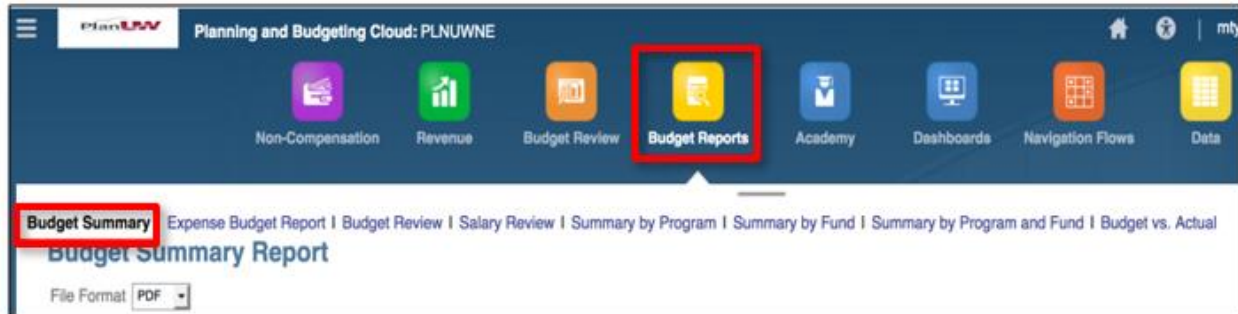 PlanUW Planning and Budgeting Cloud: PLNUWNE mty
Non-Compensation Revenue Budget Review Budget Reports Academy Dashboards Navigation Flows Data
Budget Summary Expense Budget Report | Budget Review | Salary Review | Summary by Program | Summary by Fund | Summary by Program and Fund | Budget vs. Actual
Budget Summary Report
File Format PDF